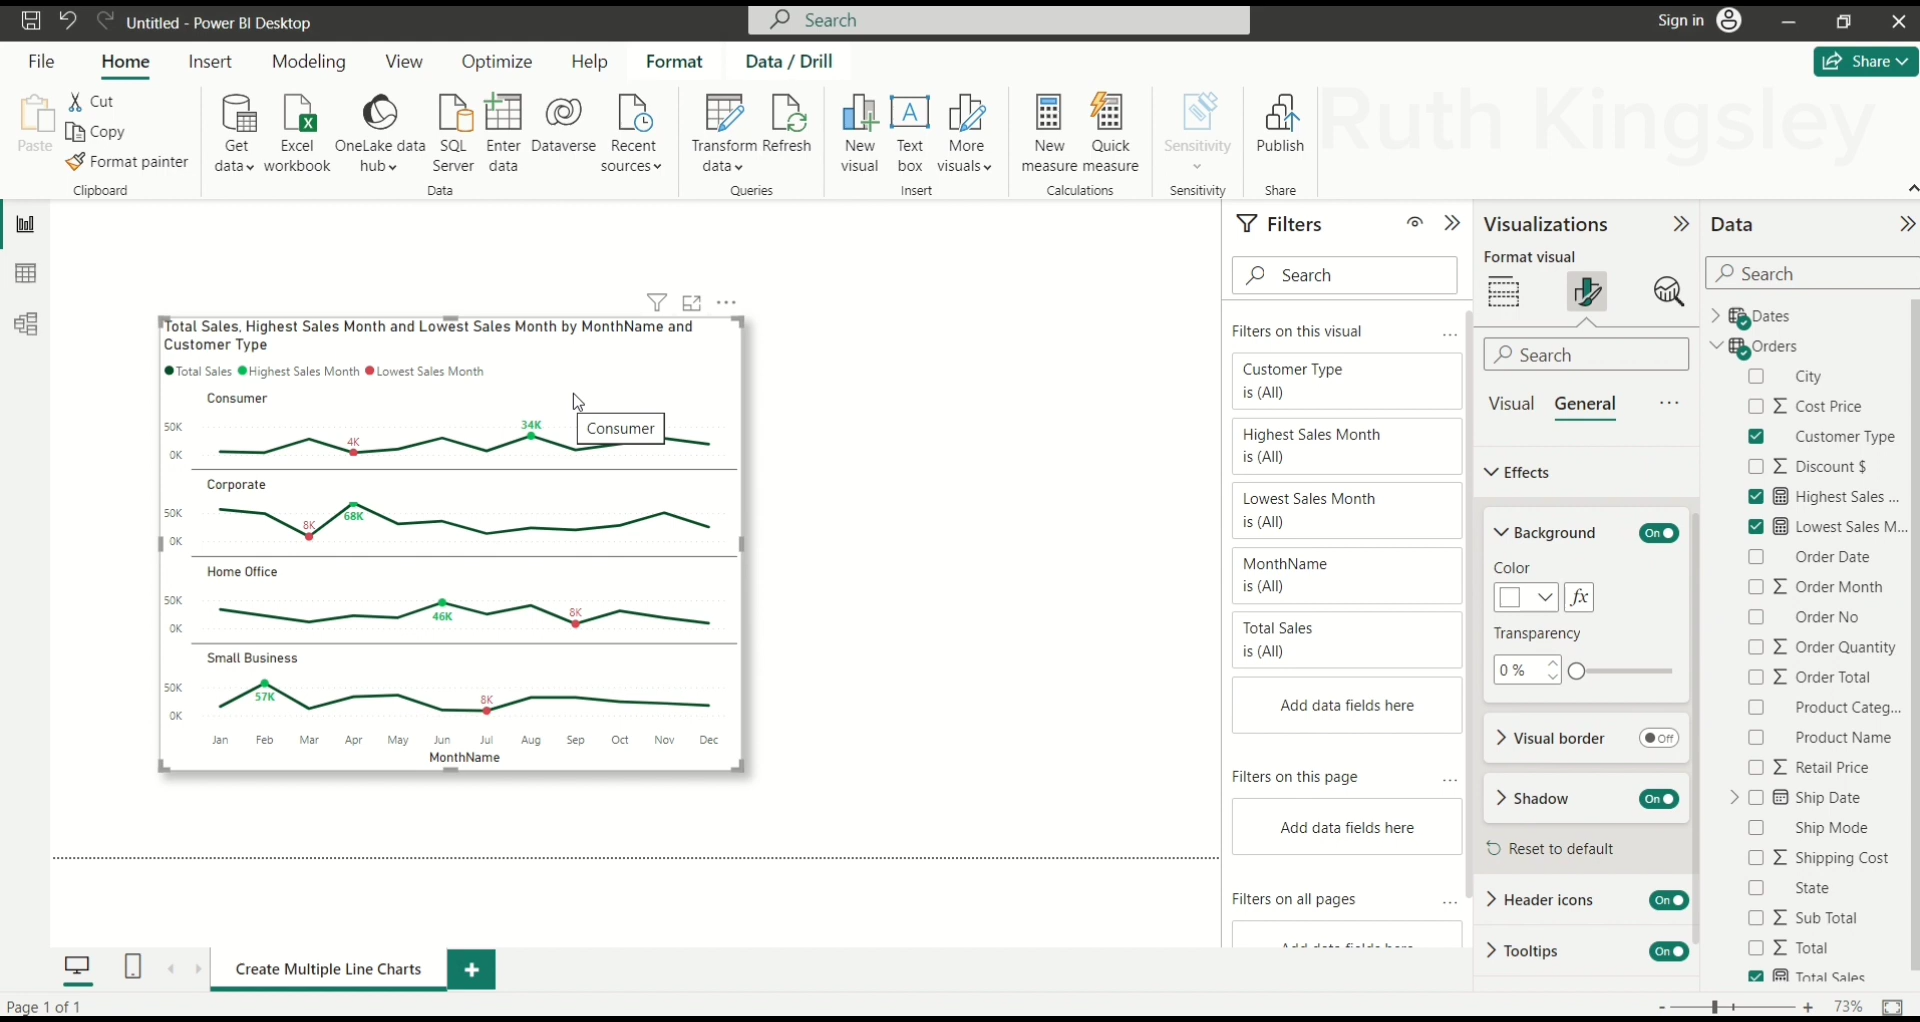 Untitled - Power BI Desktop
Search
Sign in
File
Home
Insert
Modeling
View
Optimize
Help
Format
Data / Drill
Share
Paste
Cut
Copy
Format painter
Clipboard
Get data
Excel workbook
OneLake data hub
SQL Server
Enter data
Dataverse
Recent sources
Data
Transform data
Refresh
Queries
New visual
Text box
More visuals
Insert
New measure
Quick measure
Calculations
Sensitivity
Sensitivity
Publish
Share
Ruth Kingsley
Total Sales, Highest Sales Month and Lowest Sales Month by MonthName and
Customer Type
Total Sales Highest Sales Month Lowest Sales Month
Consumer
50K
0K
4K
34K
Consumer
Corporate
50K
0K
8K
68K
Home Office
50K
0K
46K
8K
Small Business
50K
0K
57K
8K
Jan Feb Mar Apr May Jun Jul Aug Sep Oct Nov Dec
MonthName
Filters
Search
Filters on this visual
Customer Type
is (All)
Highest Sales Month
is (All)
Lowest Sales Month
is (All)
MonthName
is (All)
Total Sales
is (All)
Add data fields here
Filters on this page
Add data fields here
Filters on all pages
Visualizations
Format visual
Search
Visual
General
Effects
Background
On
Color
fx
Transparency
0 %
Visual border
Off
Shadow
On
Reset to default
Header icons
On
Tooltips
On
Data
Search
Dates
Orders
City
Cost Price
Customer Type
Discount $
Highest Sales ...
Lowest Sales M...
Order Date
Order Month
Order No
Order Quantity
Order Total
Product Categ...
Product Name
Retail Price
Ship Date
Ship Mode
Shipping Cost
State
Sub Total
Total
Total Sales
Create Multiple Line Charts
Page 1 of 1
73%